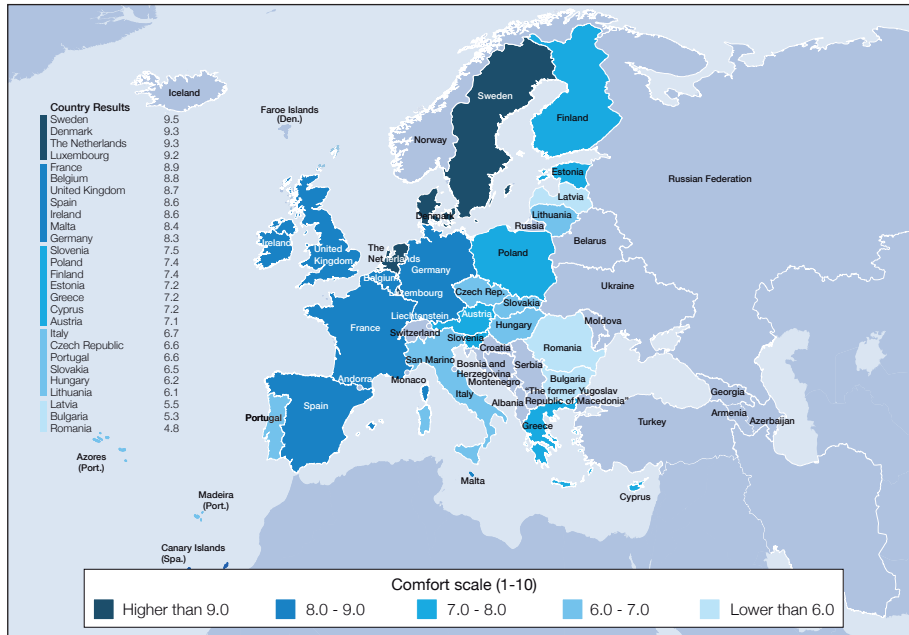 Iceland
Country Results
Sweden 9.5
Denmark 9.3
The Netherlands 9.3
Luxembourg 9.2
France 8.9
Belgium 8.8
United Kingdom 8.7
Spain 8.6
Ireland 8.6
Malta 8.4
Germany 8.3
Slovenia 7.5
Poland 7.4
Finland 7.4
Estonia 7.2
Greece 7.2
Cyprus 7.2
Austria 7.1
Italy 6.7
Czech Republic 6.6
Portugal 6.6
Slovakia 6.5
Hungary 6.2
Lithuania 6.1
Latvia 5.5
Bulgaria 5.3
Romania 4.8
Faroe Islands
(Den.)
Sweden
Norway
Finland
Estonia
Russian Federation
Latvia
Lithuania
Russia
Denmark
Belarus
Ireland
United
Kingdom
The
Netherlands
Poland
Germany
Belgium
Ukraine
Luxembourg
Czech Rep.
Slovakia
Liechtenstein
Austria
France
Hungary
Moldova
Switzerland
Slovenia
Croatia
Romania
San Marino
Bosnia and
Herzegovina
Serbia
Andorra
Monaco
Montenegro
Bulgaria
Italy
"The former Yugoslav
Republic of Macedonia"
Albania
Georgia
Armenia
Azerbaijan
Spain
Portugal
Greece
Turkey
Azores
(Port.)
Malta
Cyprus
Madeira
(Port.)
Canary Islands
(Spa.)
Comfort scale (1-10)
Higher than 9.0
8.0 - 9.0
7.0 - 8.0
6.0 - 7.0
Lower than 6.0